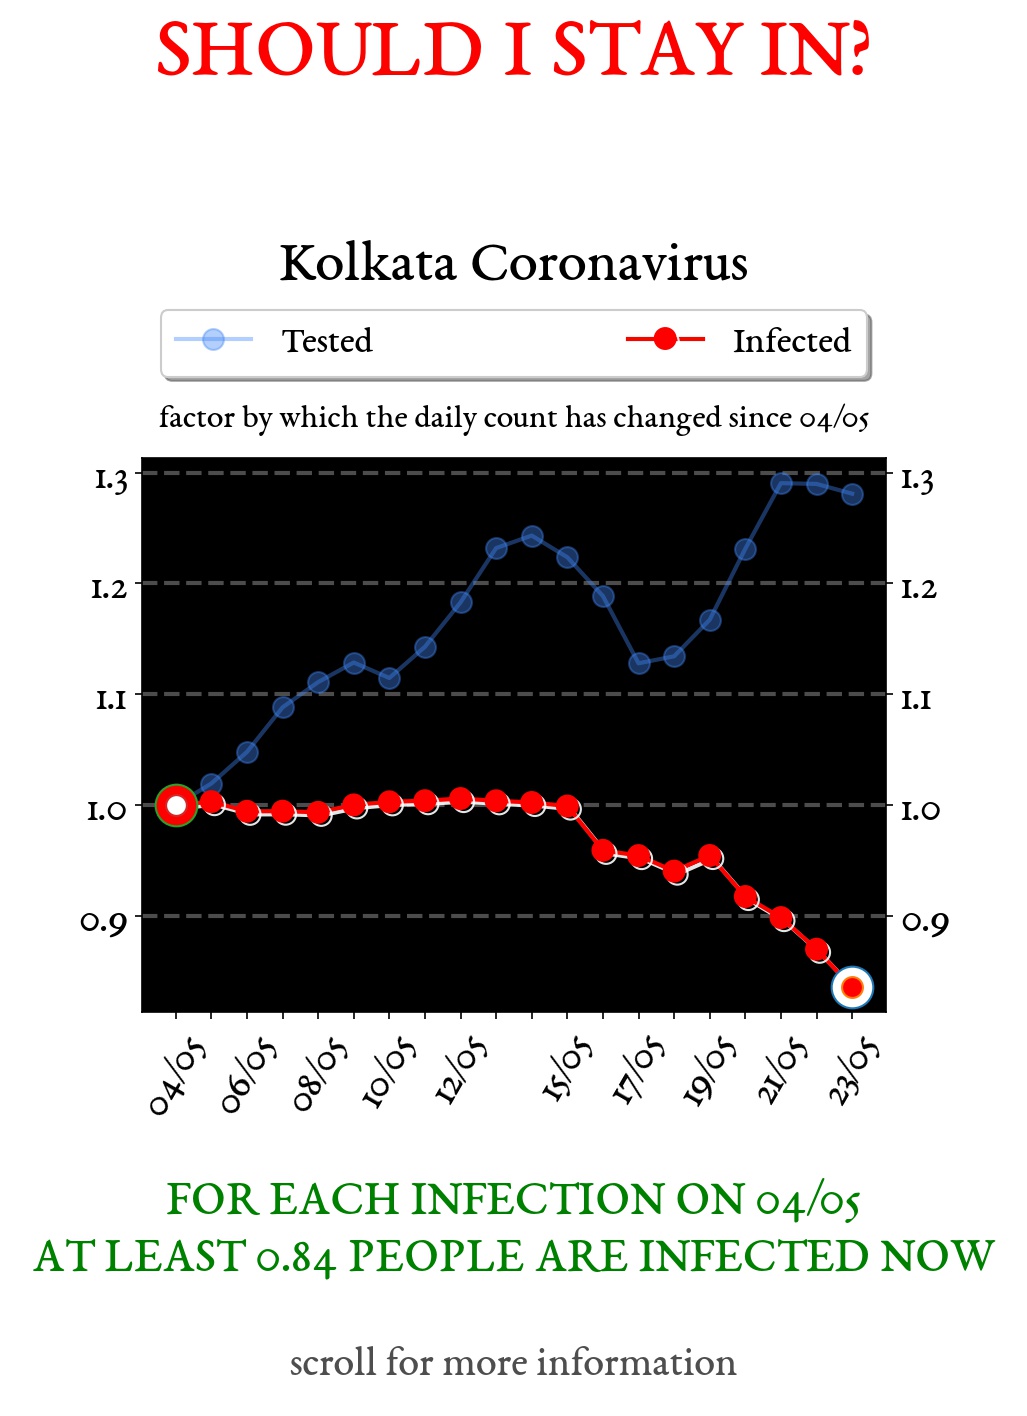 SHOULD I STAY IN?
Kolkata Coronavirus
Tested Infected
factor by which the daily count has changed since 04/05
1.3 1.3
1.2 1.2
1.1 1.1
1.0 1.0
0.9 0.9
04/05 06/05 08/05 10/05 12/05 15/05 17/05 19/05 21/05 23/05
FOR EACH INFECTION ON 04/05
AT LEAST 0.84 PEOPLE ARE INFECTED NOW
scroll for more information